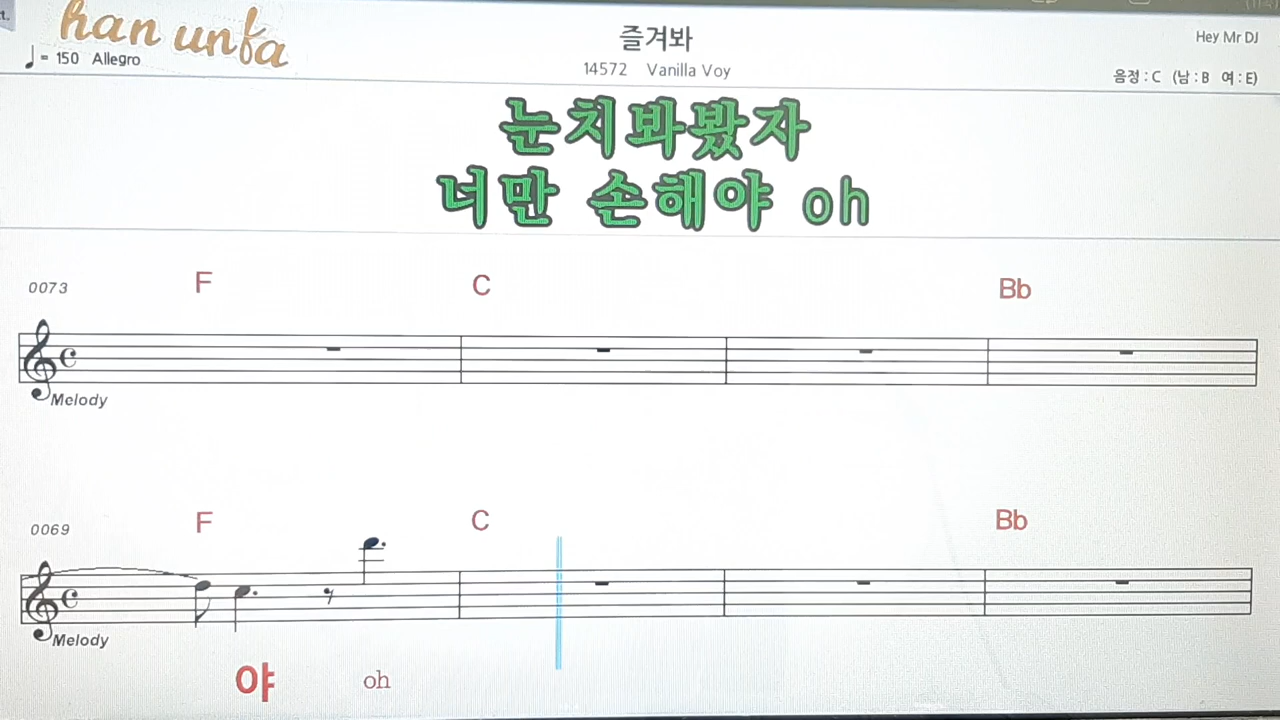 han unfa
♩ = 150 Allegro
즐겨봐
14572 Vanilla Voy
Hey Mr DJ
음정 : C (남 : B 여 : E)
눈치봐봤자
너만 손해야 oh
0073 F C Bb
Melody
0069 F C Bb
Melody
야 oh